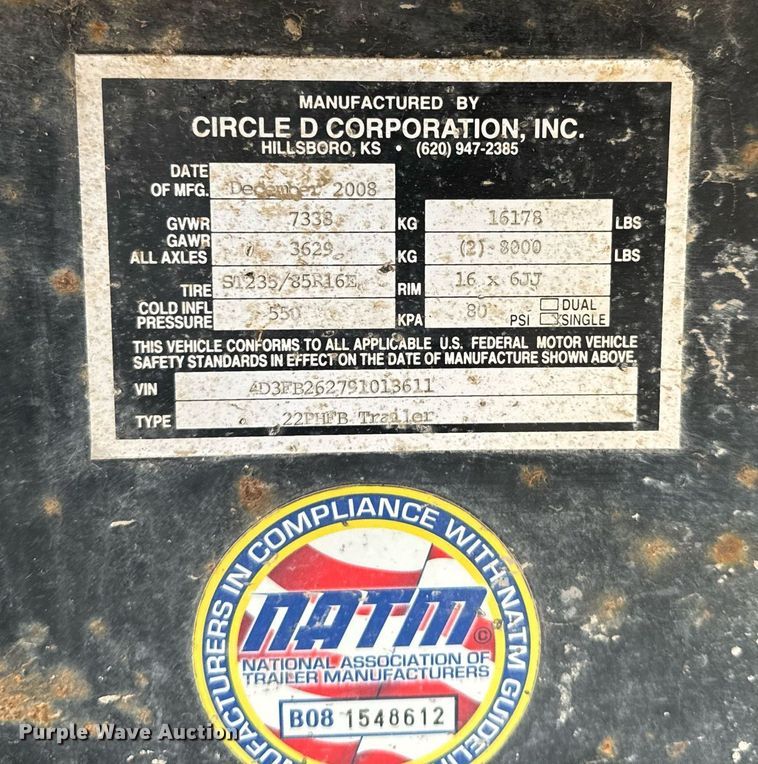 MANUFACTURED BY
CIRCLE D CORPORATION, INC.
HILLSBORO, KS • (620) 947-2385
DATE OF MFG. December 2008
GVWR 7338 KG 16178 LBS
GAWR ALL AXLES 3629 KG (2) 8000 LBS
TIRE ST235/85R16E RIM 16 x 6JJ
COLD INFL PRESSURE 550 KPA 80 PSI DUAL
SINGLE
THIS VEHICLE CONFORMS TO ALL APPLICABLE U.S. FEDERAL MOTOR VEHICLE
SAFETY STANDARDS IN EFFECT ON THE DATE OF MANUFACTURE SHOWN ABOVE.
VIN 4D3FB262791013611
TYPE 22PHFB Trailer
IN COMPLIANCE WITH NATM
NATM ©
NATIONAL ASSOCIATION OF
TRAILER MANUFACTURERS
B08 1548612
Purple Wave Auction